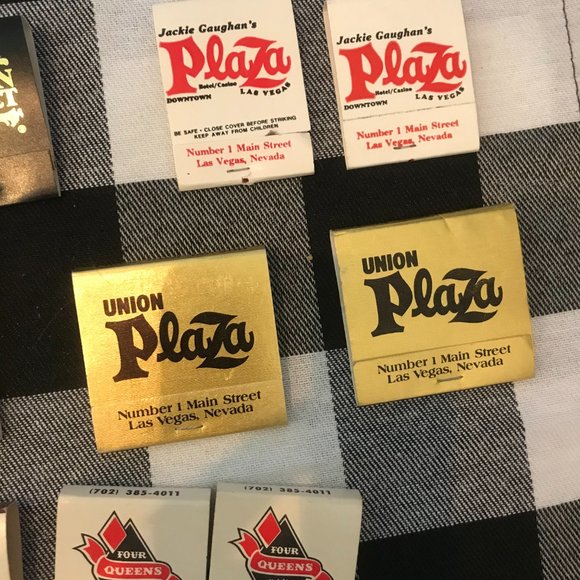 Jackie Gaughan's
Plaza
Hotel/Casino
DOWNTOWN
LAS VEGAS
BE SAFE • CLOSE COVER BEFORE STRIKING
KEEP AWAY FROM CHILDREN
Number 1 Main Street
Las Vegas, Nevada
Jackie Gaughan's
Plaza
Hotel/Casino
DOWNTOWN
LAS VEGAS
Number 1 Main Street
Las Vegas, Nevada
UNION
Plaza
Number 1 Main Street
Las Vegas, Nevada
UNION
Plaza
Number 1 Main Street
Las Vegas, Nevada
(702) 385-4011
FOUR
QUEENS
(702) 385-4011
FOUR
QUEENS